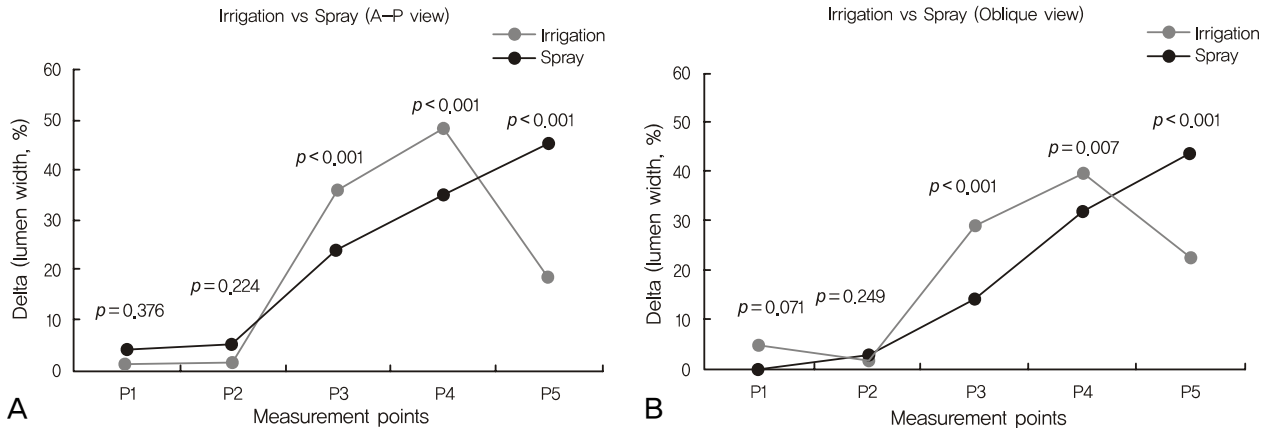 Irrigation vs Spray (A–P view)
Irrigation
Spray
Delta (lumen width, %)
60
50
40
30
20
10
0
p=0.376
p=0.224
p<0.001
p<0.001
p<0.001
P1
P2
P3
P4
P5
Measurement points
A
Irrigation vs Spray (Oblique view)
Irrigation
Spray
Delta (lumen width, %)
60
50
40
30
20
10
0
p=0.071
p=0.249
p<0.001
p=0.007
p<0.001
P1
P2
P3
P4
P5
Measurement points
B